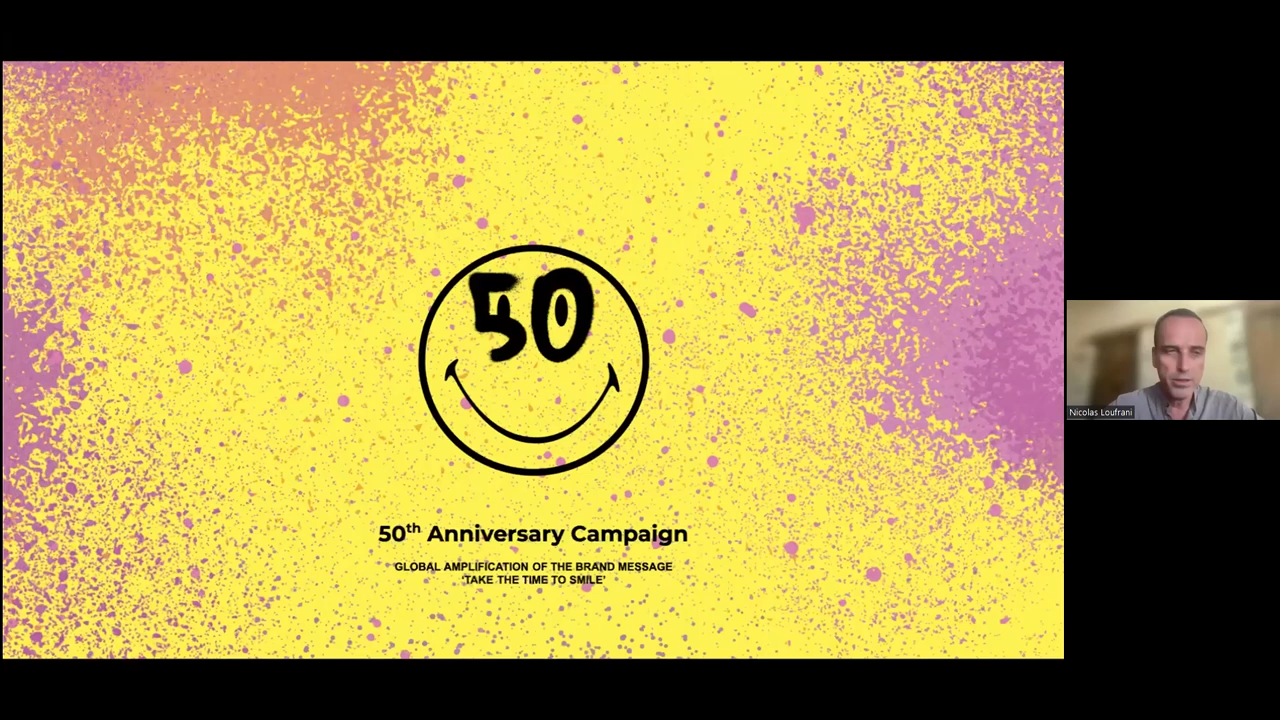 50
50th Anniversary Campaign
GLOBAL AMPLIFICATION OF THE BRAND MESSAGE
'TAKE THE TIME TO SMILE'
Nicolas Loufrani